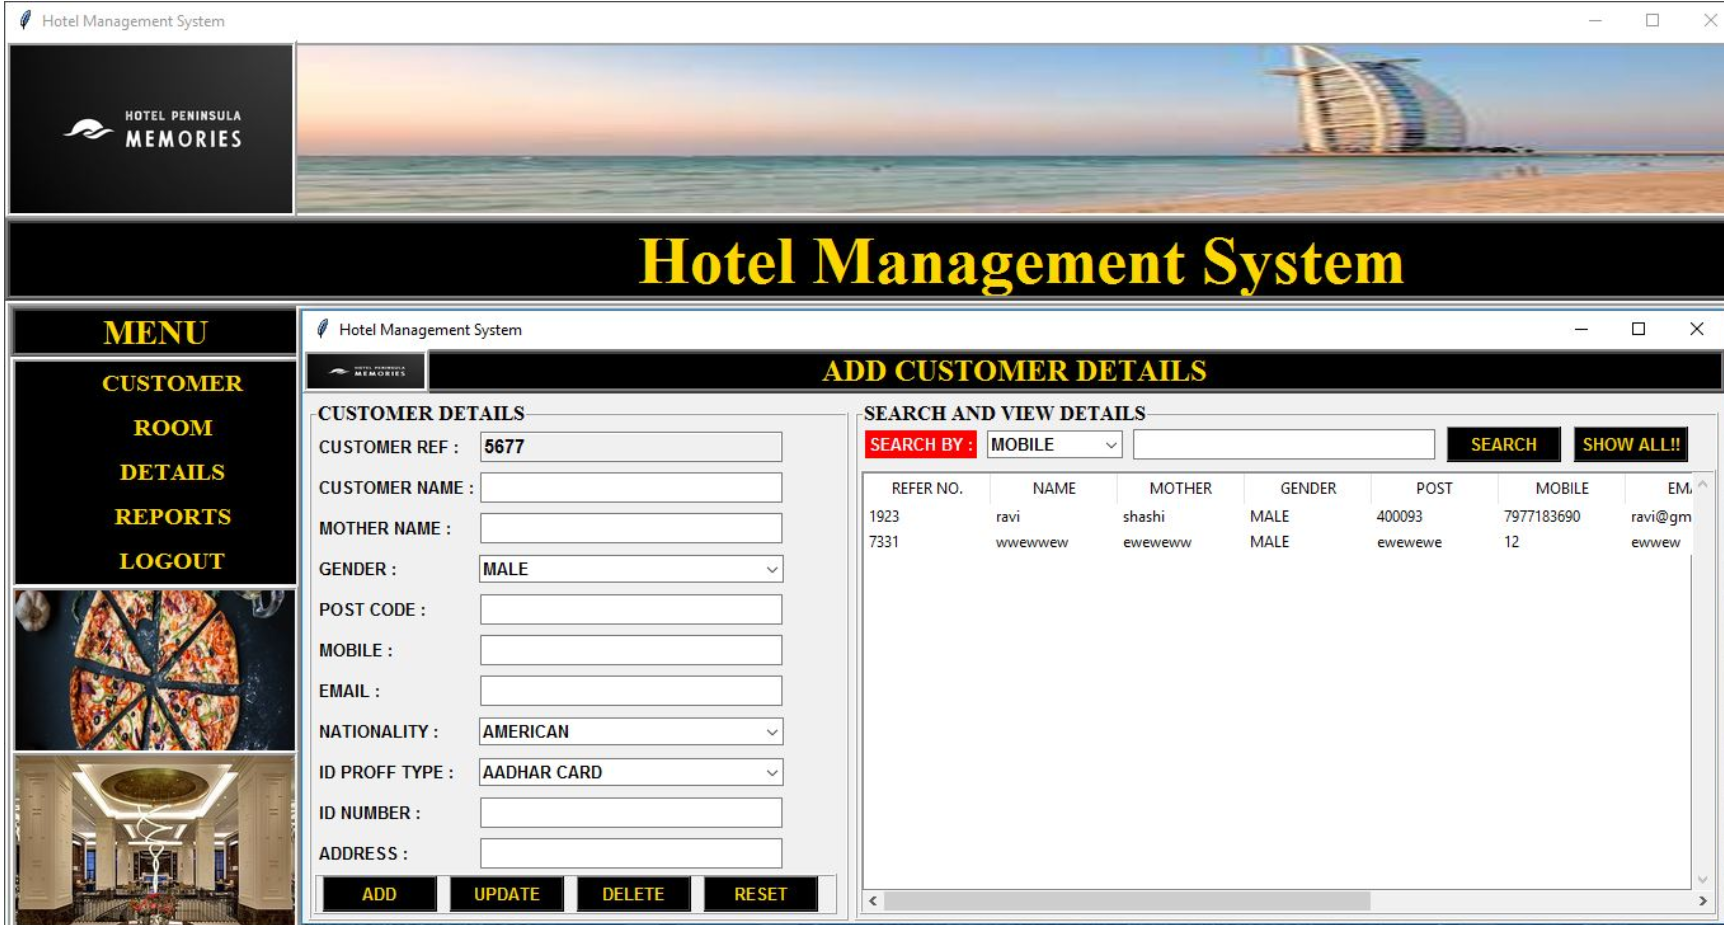 Hotel Management System
HOTEL PENINSULA
MEMORIES
Hotel Management System
MENU
CUSTOMER
ROOM
DETAILS
REPORTS
LOGOUT
Hotel Management System
HOTEL PENINSULA
MEMORIES
ADD CUSTOMER DETAILS
CUSTOMER DETAILS
CUSTOMER REF : 5677
CUSTOMER NAME :
MOTHER NAME :
GENDER : MALE
POST CODE :
MOBILE :
EMAIL :
NATIONALITY : AMERICAN
ID PROFF TYPE : AADHAR CARD
ID NUMBER :
ADDRESS :
ADD UPDATE DELETE RESET
SEARCH AND VIEW DETAILS
SEARCH BY : MOBILE SEARCH SHOW ALL!!
REFER NO. NAME MOTHER GENDER POST MOBILE EM
1923 ravi shashi MALE 400093 7977183690 ravi@gm
7331 wwewwew eweweww MALE ewewewe 12 ewwew